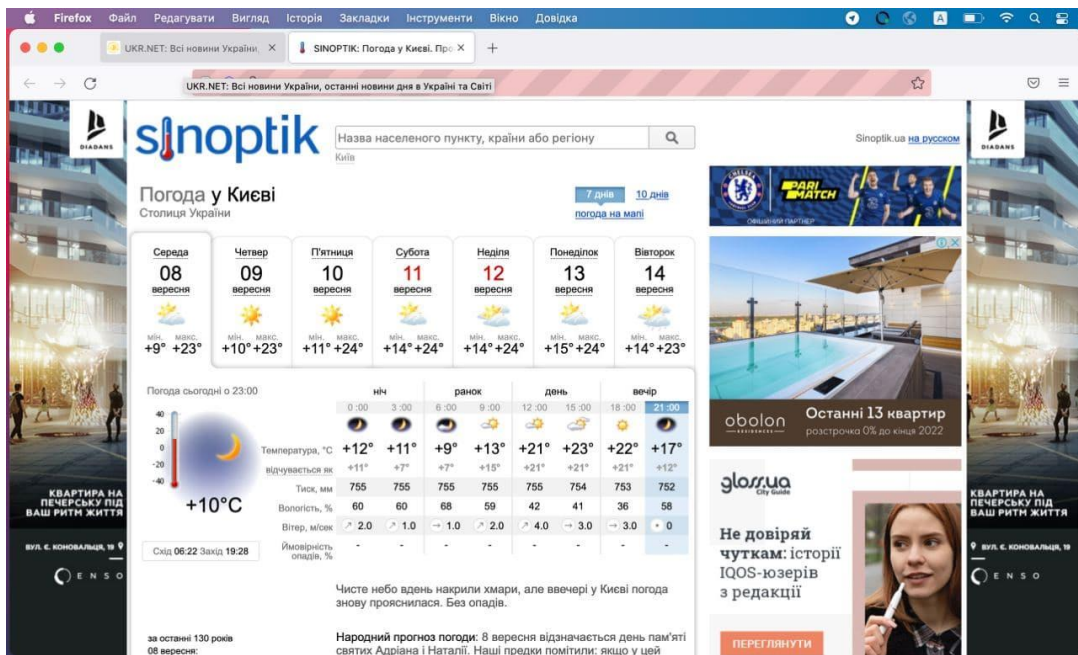 Firefox Файл Редагувати Вигляд Історія Закладки Інструменти Вікно Довідка
UKR.NET: Всі новини України,
SINOPTIK: Погода у Києві. Про
UKR.NET: Всі новини України, останні новини дня в Україні та Світі
DIADANS
sinoptik
Назва населеного пункту, країни або регіону
Київ
Sinoptik.ua на русском
DIADANS
Погода у Києві
Столиця України
7 днів 10 днів
погода на мапі
CHELSEA
PARI MATCH
ОФІЦІЙНИЙ ПАРТНЕР
Середа Четвер П'ятниця Субота Неділя Понеділок Вівторок
08 09 10 11 12 13 14
вересня вересня вересня вересня вересня вересня вересня
мін. макс. мін. макс. мін. макс. мін. макс. мін. макс. мін. макс. мін. макс.
+9° +23° +10° +23° +11° +24° +14° +24° +14° +24° +15° +24° +14° +23°
Погода сьогодні о 23:00
40
20
0
-20
-40
+10°C
Схід 06:22 Захід 19:28
ніч ранок день вечір
0:00 3:00 6:00 9:00 12:00 15:00 18:00 21:00
Температура, °C +12° +11° +9° +13° +21° +23° +22° +17°
відчувається як +11° +7° +7° +15° +21° +21° +21° +12°
Тиск, мм 755 755 755 755 755 754 753 752
Вологість, % 60 60 68 59 42 41 36 58
Вітер, м/сек 2.0 1.0 1.0 2.0 4.0 3.0 3.0 0
Ймовірність
опадів, % - - - - - - - -
Чисте небо вдень накрили хмари, але ввечері у Києві погода
знову прояснилася. Без опадів.
за останні 130 років
08 вересня:
Народний прогноз погоди: 8 вересня відзначається день пам'яті
святих Адріана і Наталії. Наші предки помітили: якщо у цей
obolon
RESIDENCES
Останні 13 квартир
розстрочка 0% до кінця 2022
gloss.ua
City Guide
Не довіряй
чуткам: історії
IQOS-юзерів
з редакції
ПЕРЕГЛЯНУТИ
КВАРТИРА НА
ПЕЧЕРСЬКУ ПІД
ВАШ РИТМ ЖИТТЯ
ВУЛ. Є. КОНОВАЛЬЦЯ, 19
ENSO
КВАРТИРА НА
ПЕЧЕРСЬКУ ПІД
ВАШ РИТМ ЖИТТЯ
ВУЛ. Є. КОНОВАЛЬЦЯ, 19
ENSO